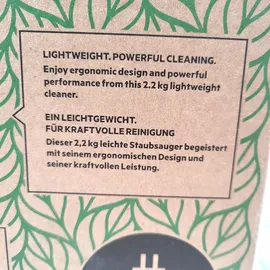 LIGHTWEIGHT. POWERFUL CLEANING.
Enjoy ergonomic design and powerful
performance from this 2.2 kg lightweight
cleaner.
EIN LEICHTGEWICHT.
FÜR KRAFTVOLLE REINIGUNG
Dieser 2,2 kg leichte Staubsauger begeistert
mit seinem ergonomischen Design und
seiner kraftvollen Leistung.